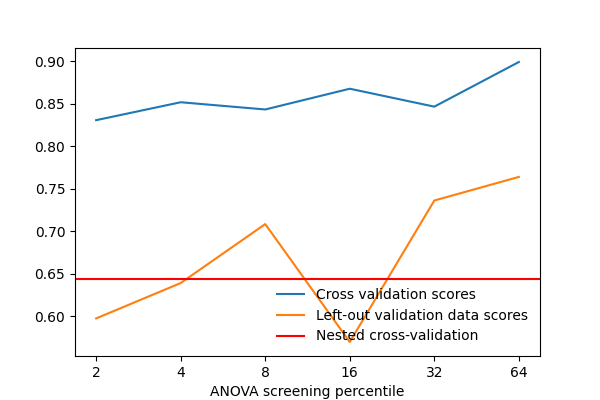 0.90
0.85
0.80
0.75
0.70
0.65
0.60
Cross validation scores
Left-out validation data scores
Nested cross-validation
2 4 8 16 32 64
ANOVA screening percentile